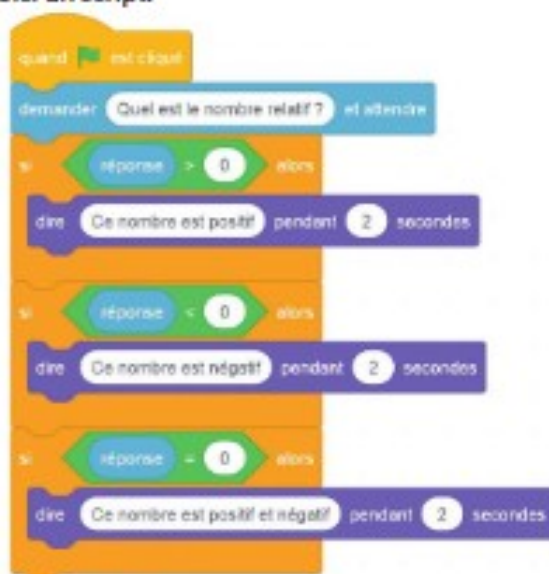 quand est cliqué
demander Quel est le nombre relatif ? et attendre
si réponse > 0 alors
dire Ce nombre est positif pendant 2 secondes
si réponse < 0 alors
dire Ce nombre est négatif pendant 2 secondes
si réponse = 0 alors
dire Ce nombre est positif et négatif pendant 2 secondes